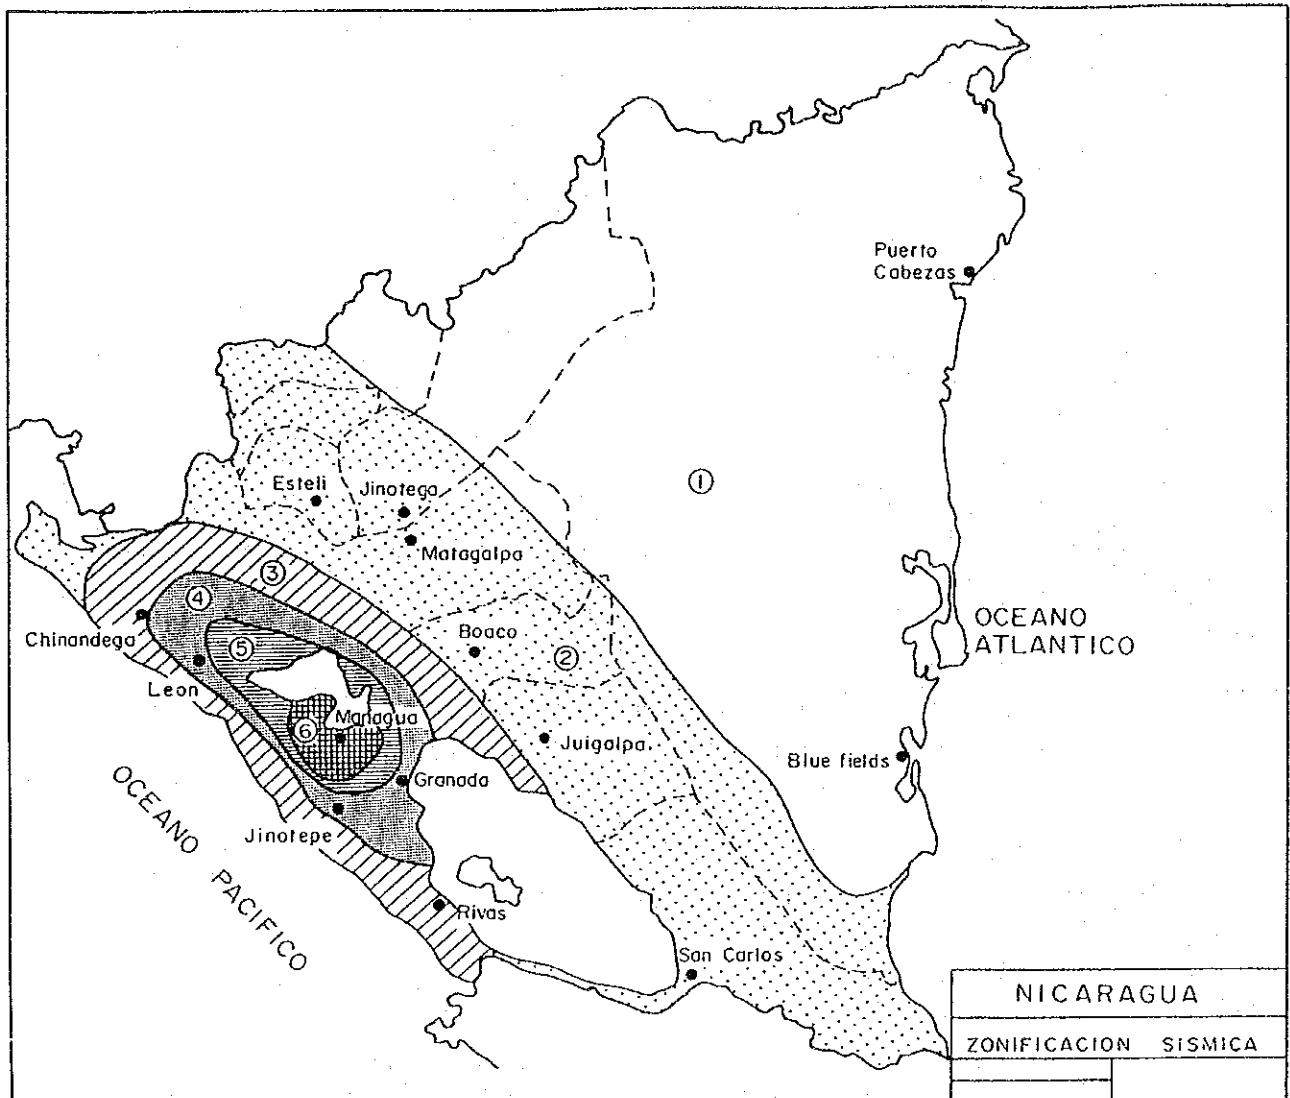 Puerto
Cabezas
①
Esteli
Jinotega
Matagalpa
③
④
Chinandega
OCEANO
ATLANTICO
Boaco
②
⑤
Leon
Managua
⑥
Juigalpa
Blue fields
Granada
Jinotepe
OCEANO PACIFICO
Rivas
San Carlos
NICARAGUA
ZONIFICACION SISMICA